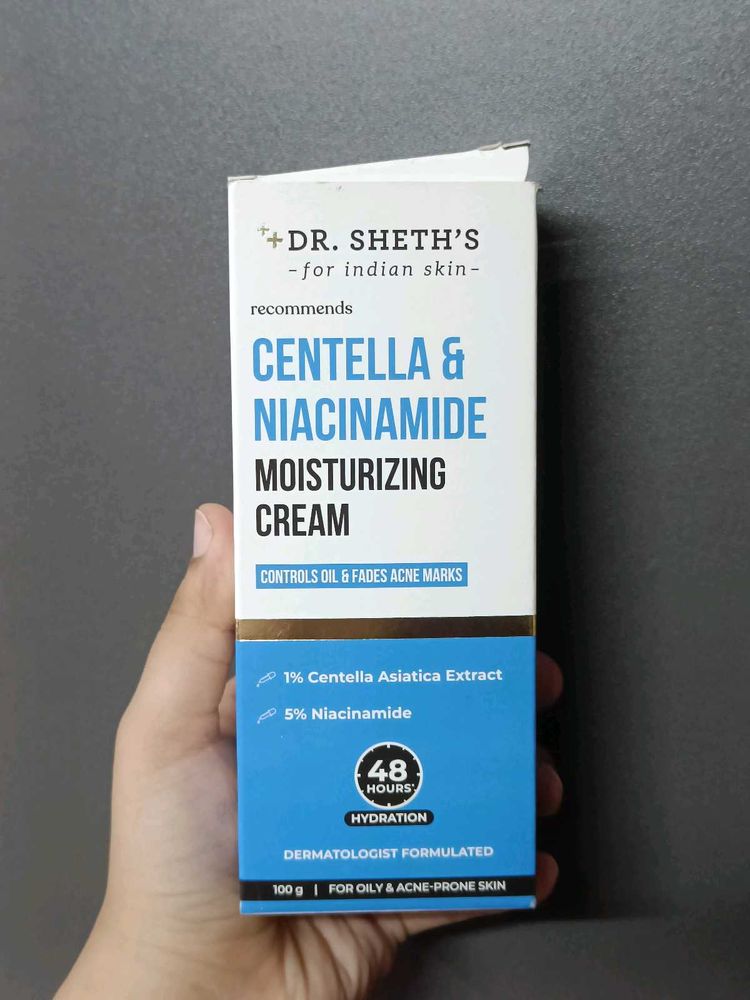 DR. SHETH'S
-for indian skin-
recommends
CENTELLA &
NIACINAMIDE
MOISTURIZING
CREAM
CONTROLS OIL & FADES ACNE MARKS
1% Centella Asiatica Extract
5% Niacinamide
48
HOURS*
HYDRATION
DERMATOLOGIST FORMULATED
100 g | FOR OILY & ACNE-PRONE SKIN